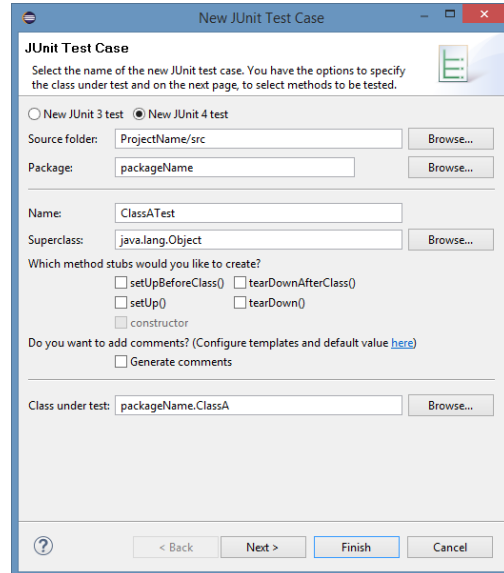 New JUnit Test Case
JUnit Test Case
Select the name of the new JUnit test case. You have the options to specify
the class under test and on the next page, to select methods to be tested.
New JUnit 3 test New JUnit 4 test
Source folder: ProjectName/src Browse...
Package: packageName Browse...
Name: ClassATest
Superclass: java.lang.Object Browse...
Which method stubs would you like to create?
setUpBeforeClass() tearDownAfterClass()
setUp() tearDown()
constructor
Do you want to add comments? (Configure templates and default value here)
Generate comments
Class under test: packageName.ClassA Browse...
? < Back Next > Finish Cancel